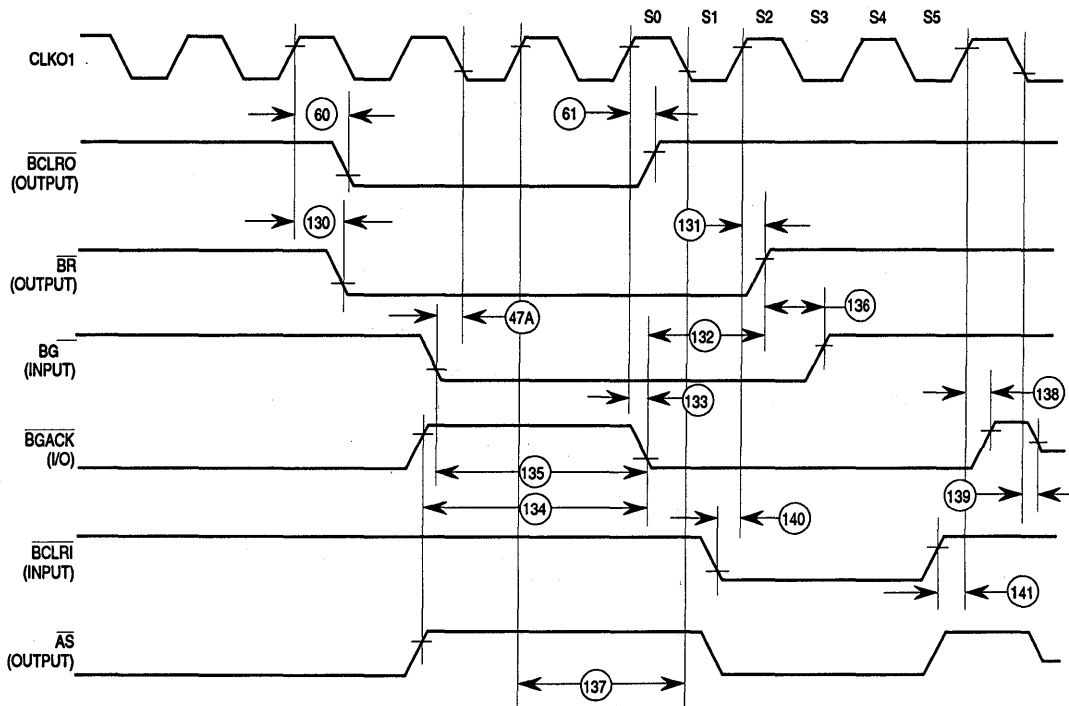 S0 S1 S2 S3 S4 S5
CLKO1
60
61
BCLRO
(OUTPUT)
130
131
BR
(OUTPUT)
136
47A
132
BG
(INPUT)
133
138
BGACK
(I/O)
135
139
134
140
BCLRI
(INPUT)
141
AS
(OUTPUT)
137